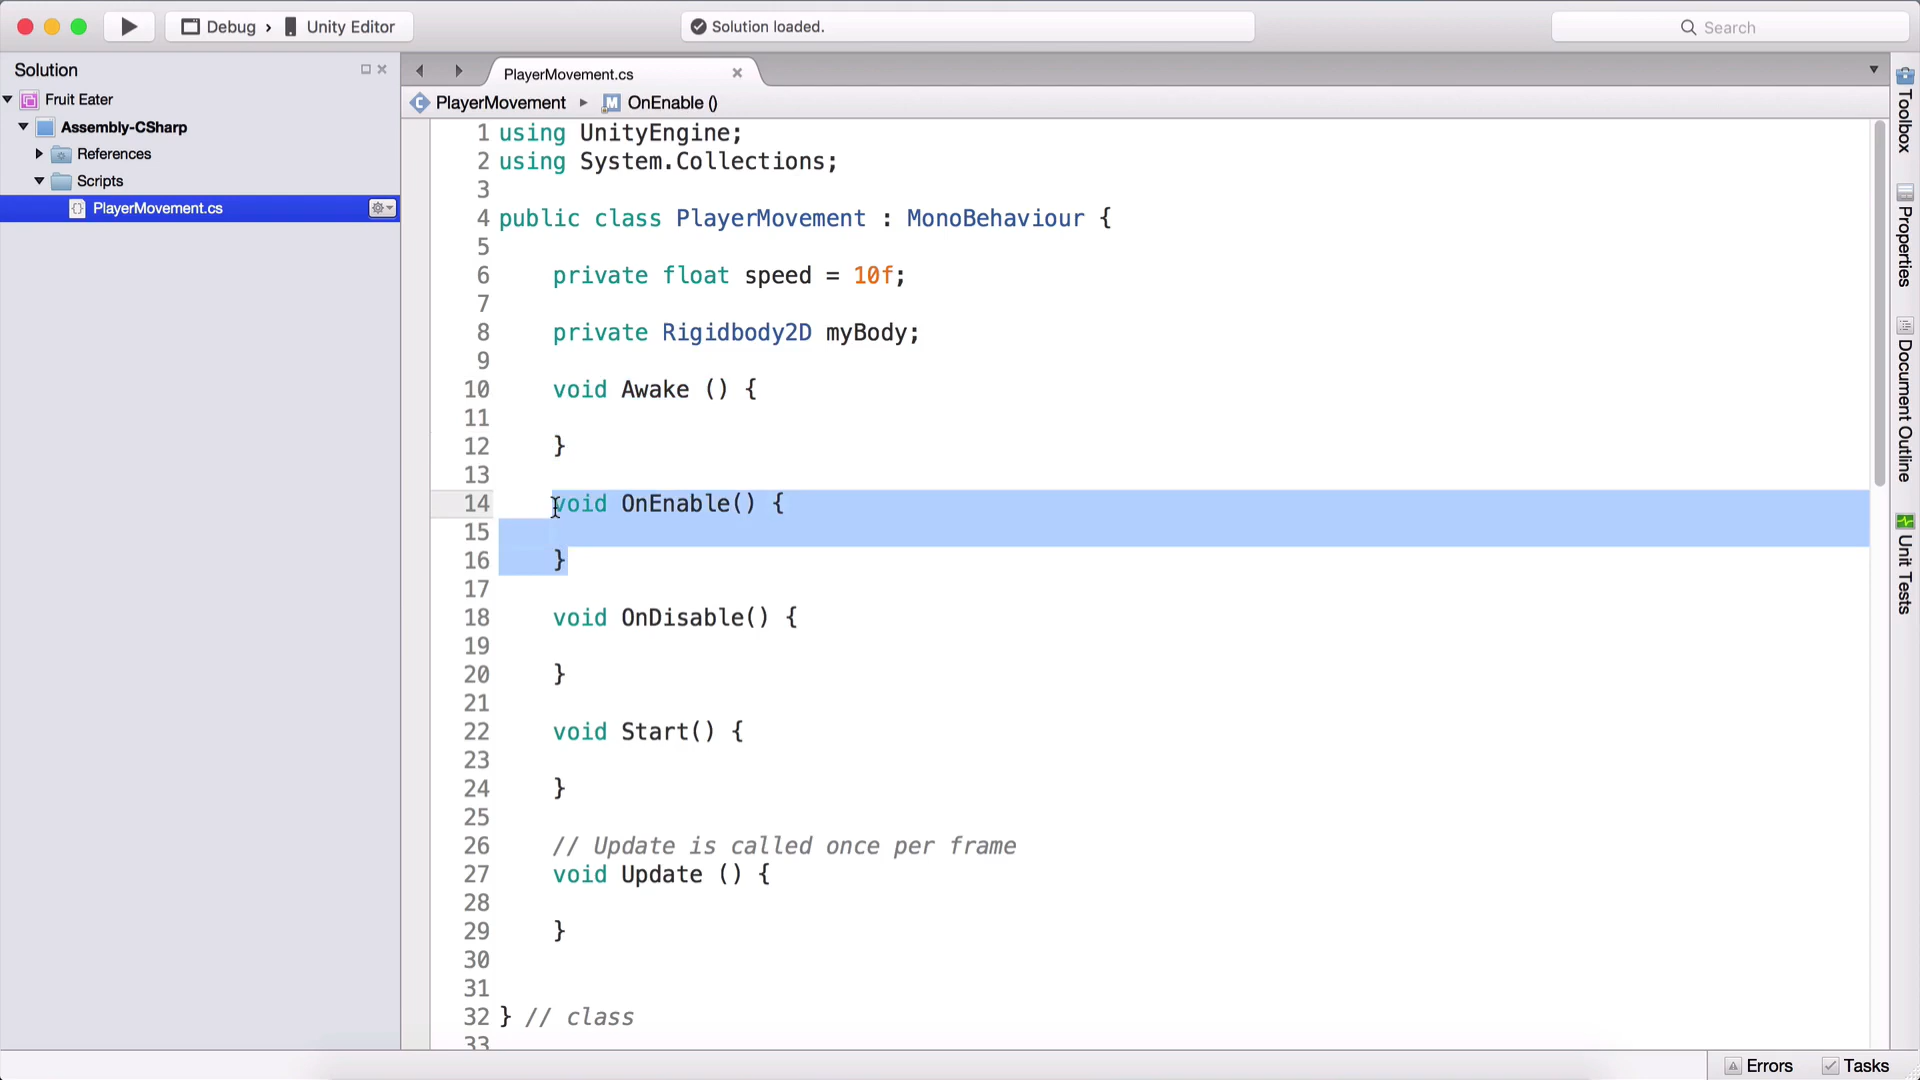 Debug › Unity Editor
Solution loaded.
Search
Solution
Fruit Eater
Assembly-CSharp
References
Scripts
PlayerMovement.cs
PlayerMovement.cs
PlayerMovement
OnEnable ()
1 using UnityEngine;
2 using System.Collections;
3
4 public class PlayerMovement : MonoBehaviour {
5
6 private float speed = 10f;
7
8 private Rigidbody2D myBody;
9
10 void Awake () {
11
12 }
13
14 void OnEnable() {
15
16 }
17
18 void OnDisable() {
19
20 }
21
22 void Start() {
23
24 }
25
26 // Update is called once per frame
27 void Update () {
28
29 }
30
31
32 } // class
33
Toolbox
Properties
Document Outline
Unit Tests
Errors
Tasks